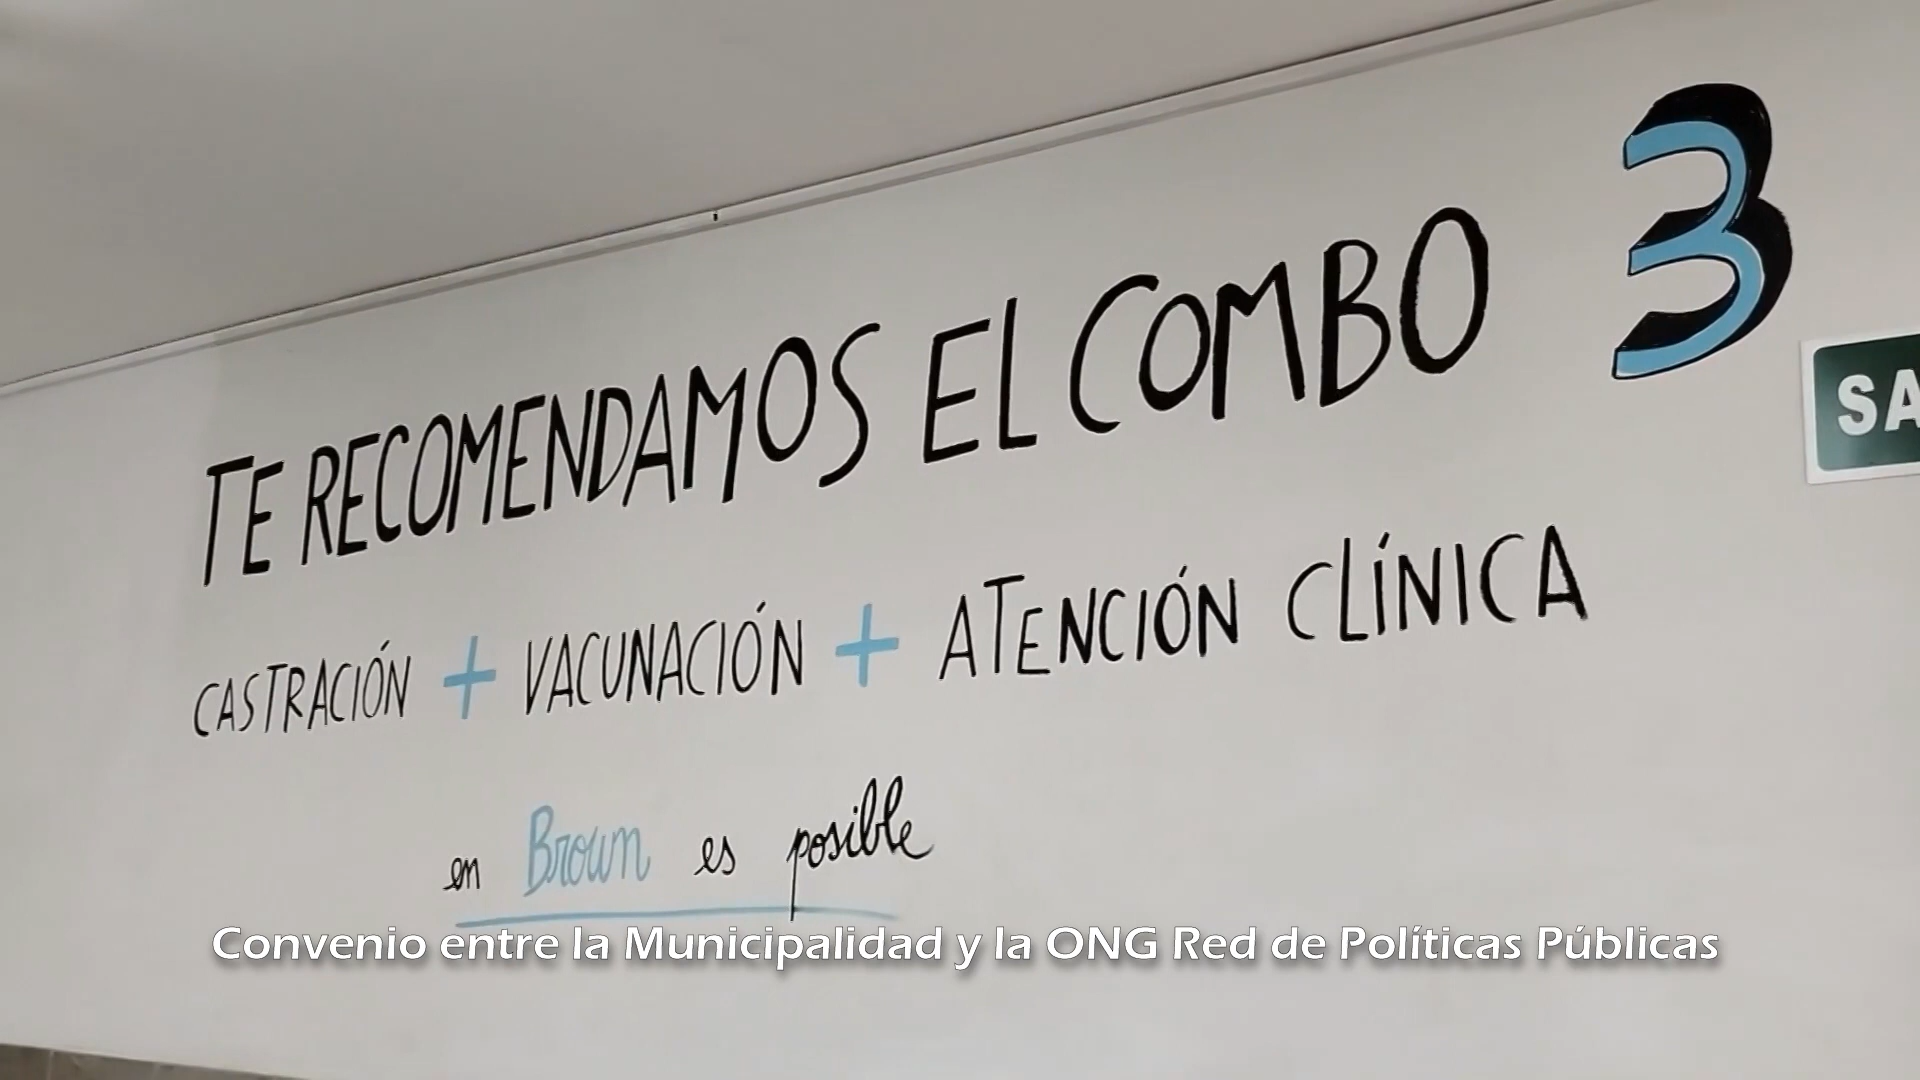 TE RECOMENDAMOS EL COMBO 3
SA
CASTRACIÓN + VACUNACIÓN + ATENCIÓN CLÍNICA
en Brown es posible
Convenio entre la Municipalidad y la ONG Red de Políticas Públicas